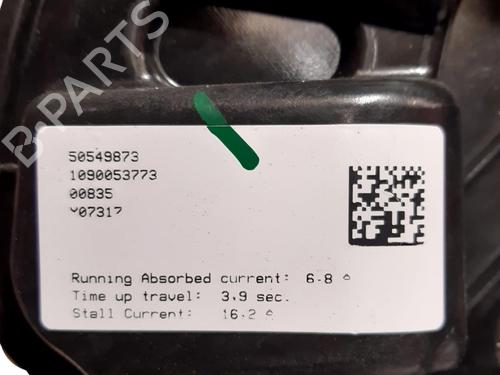 B-PARTS
50549873
1090053773
00835
Running Absorbed current: 6.8
Time up travel: 3.9 sec.
Stall Current: 16.2